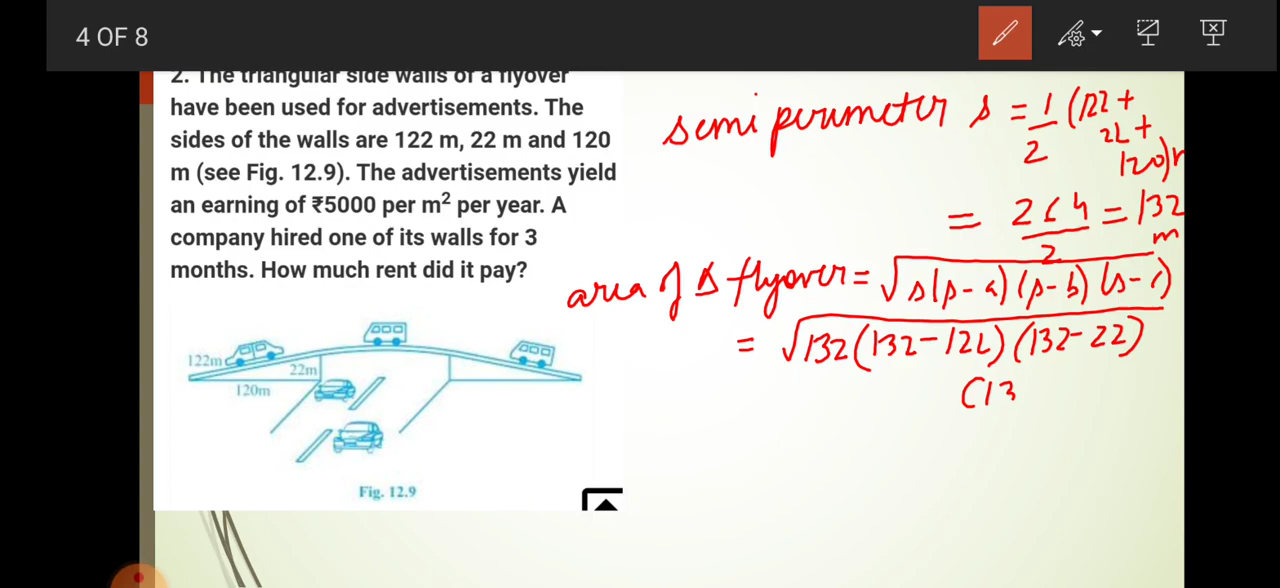 4 OF 8
2. The triangular side walls of a flyover
have been used for advertisements. The
sides of the walls are 122 m, 22 m and 120
m (see Fig. 12.9). The advertisements yield
an earning of ₹5000 per m² per year. A
company hired one of its walls for 3
months. How much rent did it pay?
122m
22m
120m
Fig. 12.9
semi perimeter s = 1/2 (122 +
22 +
120)m
= 264/2 = 132
m
area of Δ flyover = √s(s-a)(s-b)(s-c)
= √132(132-122)(132-22)
(13